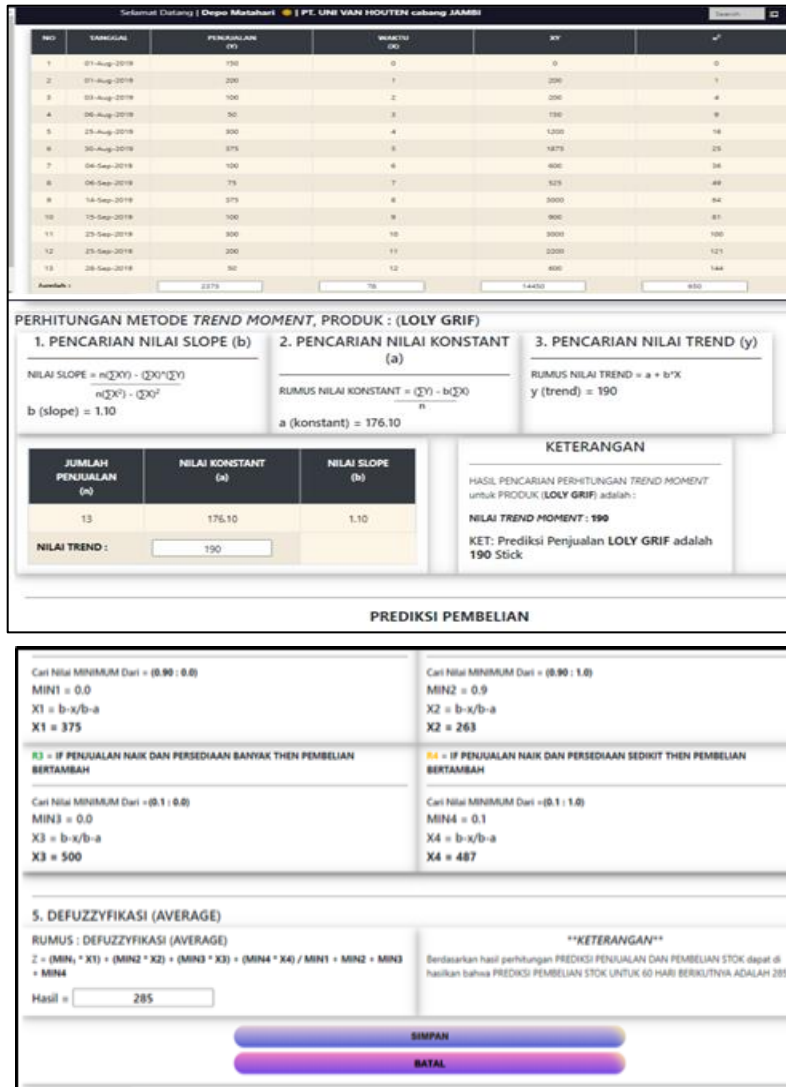 Selamat Datang | Depo Matahari | PT. UNI VAN HOUTEN cabang JAMBI
Search
NO TANGGAL PENJUALAN (Y) WAKTU (X) XY x²
1 01-Aug-2019 150 0 0 0
2 01-Aug-2019 200 1 200 1
3 03-Aug-2019 100 2 200 4
4 06-Aug-2019 50 3 150 9
5 25-Aug-2019 300 4 1200 16
6 30-Aug-2019 375 5 1875 25
7 04-Sep-2019 100 6 600 36
8 06-Sep-2019 75 7 525 49
9 14-Sep-2019 375 8 3000 64
10 15-Sep-2019 100 9 900 81
11 25-Sep-2019 300 10 3000 100
12 25-Sep-2019 200 11 2200 121
13 28-Sep-2019 50 12 600 144
Jumlah : 2375 78 14450 650
PERHITUNGAN METODE TREND MOMENT, PRODUK : (LOLY GRIF)
1. PENCARIAN NILAI SLOPE (b)
NILAI SLOPE = n(∑XY) - (∑X)*(∑Y)
n(∑X²) - (∑X)²
b (slope) = 1.10
2. PENCARIAN NILAI KONSTANT
(a)
RUMUS NILAI KONSTANT = (∑Y) - b(∑X)
n
a (konstant) = 176.10
3. PENCARIAN NILAI TREND (y)
RUMUS NILAI TREND = a + b*X
y (trend) = 190
JUMLAH PENJUALAN (n) NILAI KONSTANT (a) NILAI SLOPE (b)
13 176.10 1.10
NILAI TREND : 190
KETERANGAN
HASIL PENCARIAN PERHITUNGAN TREND MOMENT
untuk PRODUK (LOLY GRIF) adalah :
NILAI TREND MOMENT : 190
KET: Prediksi Penjualan LOLY GRIF adalah
190 Stick
PREDIKSI PEMBELIAN
Cari Nilai MINIMUM Dari = (0.90 : 0.0)
MIN1 = 0.0
X1 = b-x/b-a
X1 = 375
Cari Nilai MINIMUM Dari = (0.90 : 1.0)
MIN2 = 0.9
X2 = b-x/b-a
X2 = 263
R3 = IF PENJUALAN NAIK DAN PERSEDIAAN BANYAK THEN PEMBELIAN
BERTAMBAH
Cari Nilai MINIMUM Dari =(0.1 : 0.0)
MIN3 = 0.0
X3 = b-x/b-a
X3 = 500
R4 = IF PENJUALAN NAIK DAN PERSEDIAAN SEDIKIT THEN PEMBELIAN
BERTAMBAH
Cari Nilai MINIMUM Dari =(0.1 : 1.0)
MIN4 = 0.1
X4 = b-x/b-a
X4 = 487
5. DEFUZZYFIKASI (AVERAGE)
RUMUS : DEFUZZYFIKASI (AVERAGE)
Z = (MIN₁ * X1) + (MIN2 * X2) + (MIN3 * X3) + (MIN4 * X4) / MIN1 + MIN2 + MIN3
+ MIN4
Hasil = 285
**KETERANGAN**
Berdasarkan hasil perhitungan PREDIKSI PENJUALAN DAN PEMBELIAN STOK dapat di
hasilkan bahwa PREDIKSI PEMBELIAN STOK UNTUK 60 HARI BERIKUTNYA ADALAH 285
SIMPAN
BATAL